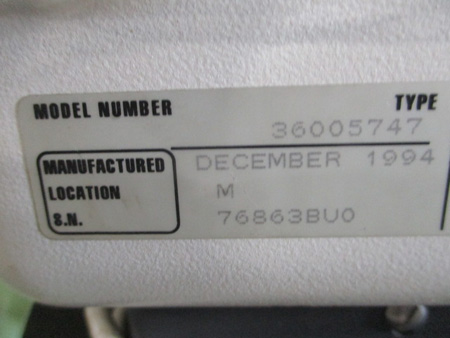 MODEL NUMBER TYPE
36005747
MANUFACTURED DECEMBER 1994
LOCATION M
S.N. 76863BU0